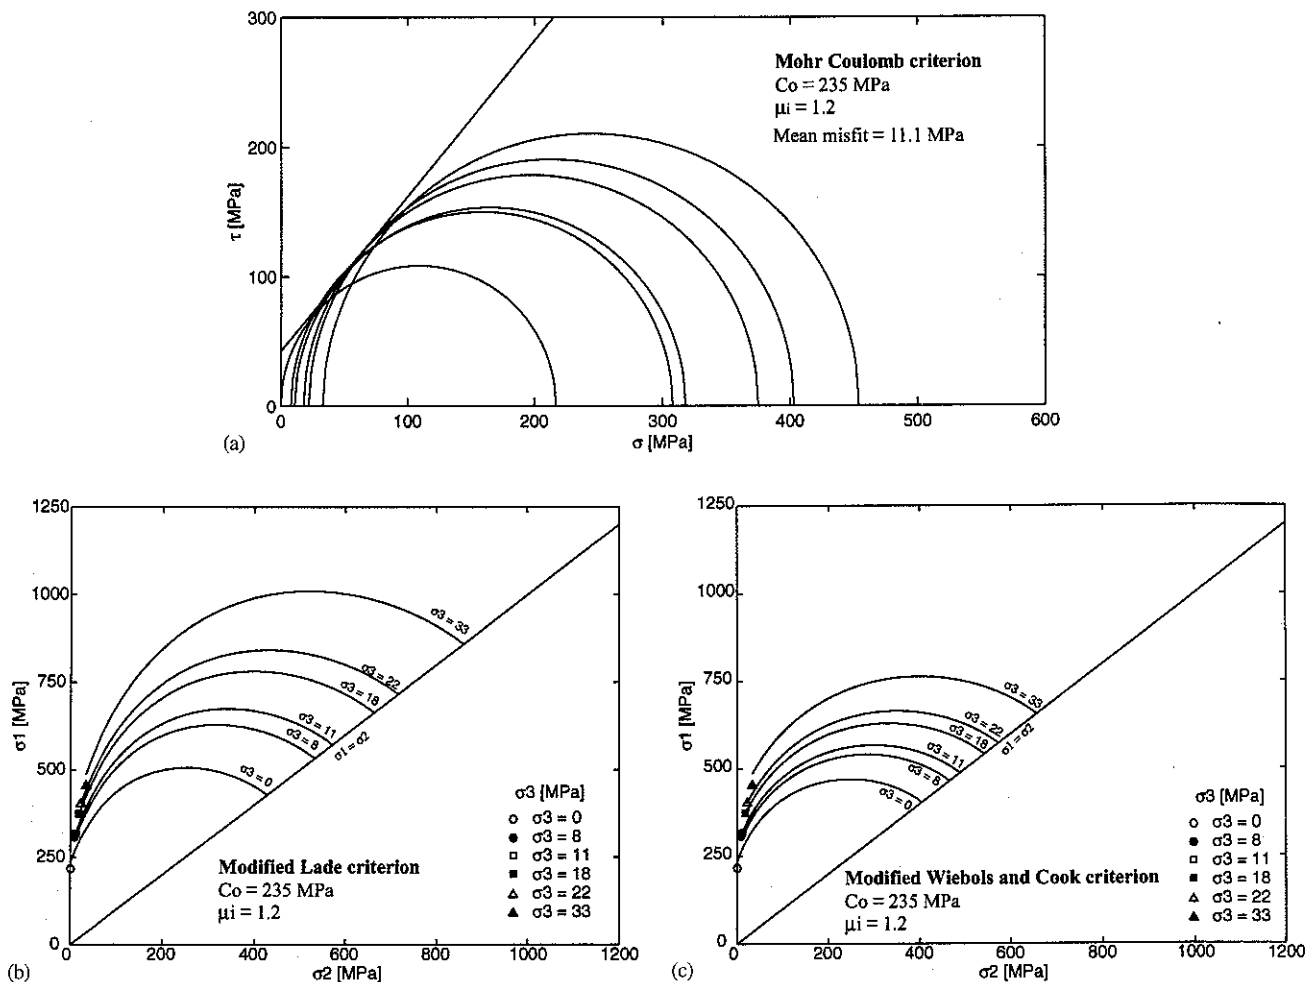 300
200
100
0
τ [MPa]
Mohr Coulomb criterion
Co = 235 MPa
μi = 1.2
Mean misfit = 11.1 MPa
0 100 200 300 400 500 600
σ [MPa]
(a)
1250
1000
750
500
250
0
σ1 [MPa]
σ3 = 33
σ3 = 22
σ3 = 18
σ3 = 11
σ3 = 8
σ3 = 0
σ1 = σ2
σ3 [MPa]
σ3 = 0
σ3 = 8
σ3 = 11
σ3 = 18
σ3 = 22
σ3 = 33
Modified Lade criterion
Co = 235 MPa
μi = 1.2
0 200 400 600 800 1000 1200
σ2 [MPa]
(b)
1250
1000
750
500
250
0
σ1 [MPa]
σ3 = 33
σ3 = 22
σ3 = 18
σ3 = 11
σ3 = 8
σ3 = 0
σ1 = σ2
σ3 [MPa]
σ3 = 0
σ3 = 8
σ3 = 11
σ3 = 18
σ3 = 22
σ3 = 33
Modified Wiebols and Cook criterion
Co = 235 MPa
μi = 1.2
0 200 400 600 800 1000 1200
σ2 [MPa]
(c)